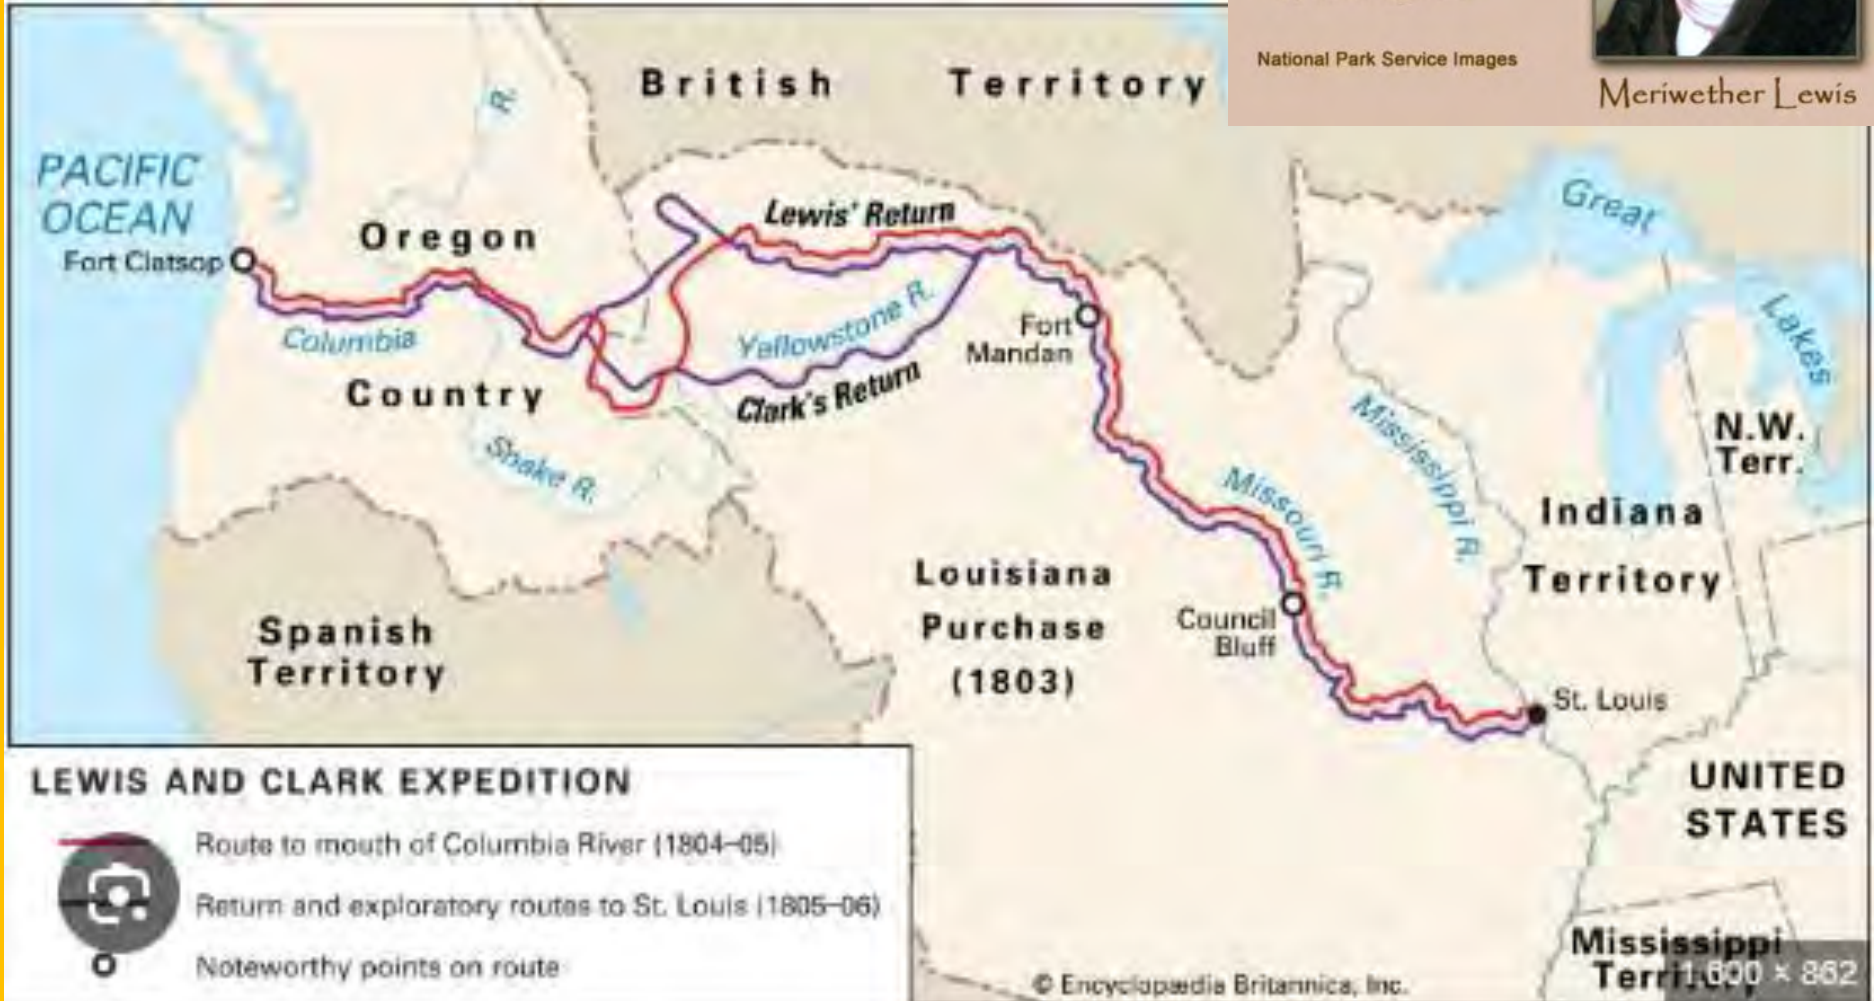 National Park Service Images
Meriwether Lewis
British Territory
R.
PACIFIC
OCEAN
Great
Lakes
Lewis' Return
Oregon
Fort Clatsop
Columbia
Yellowstone R.
Fort
Mandan
Country
Clark's Return
Snake R.
Mississippi R.
N.W.
Terr.
Missouri R.
Indiana
Territory
Louisiana
Purchase
(1803)
Spanish
Territory
Council
Bluff
St. Louis
UNITED
STATES
LEWIS AND CLARK EXPEDITION
Route to mouth of Columbia River (1804–05)
Return and exploratory routes to St. Louis (1805–06)
Noteworthy points on route
Mississippi
© Encyclopædia Britannica, Inc.
× 862